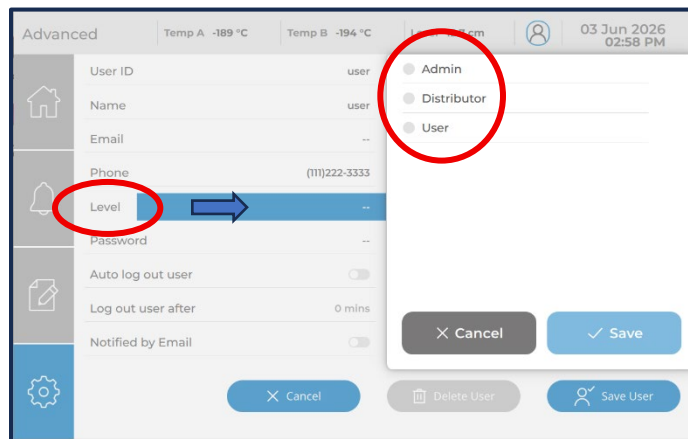 Advanced
Temp A -189 °C
Temp B -194 °C
cm
03 Jun 2026
02:58 PM
User ID user
Name user
Email --
Phone (111)222-3333
Level --
Password --
Auto log out user
Log out user after 0 mins
Notified by Email
Admin
Distributor
User
Cancel
Save
Cancel
Delete User
Save User